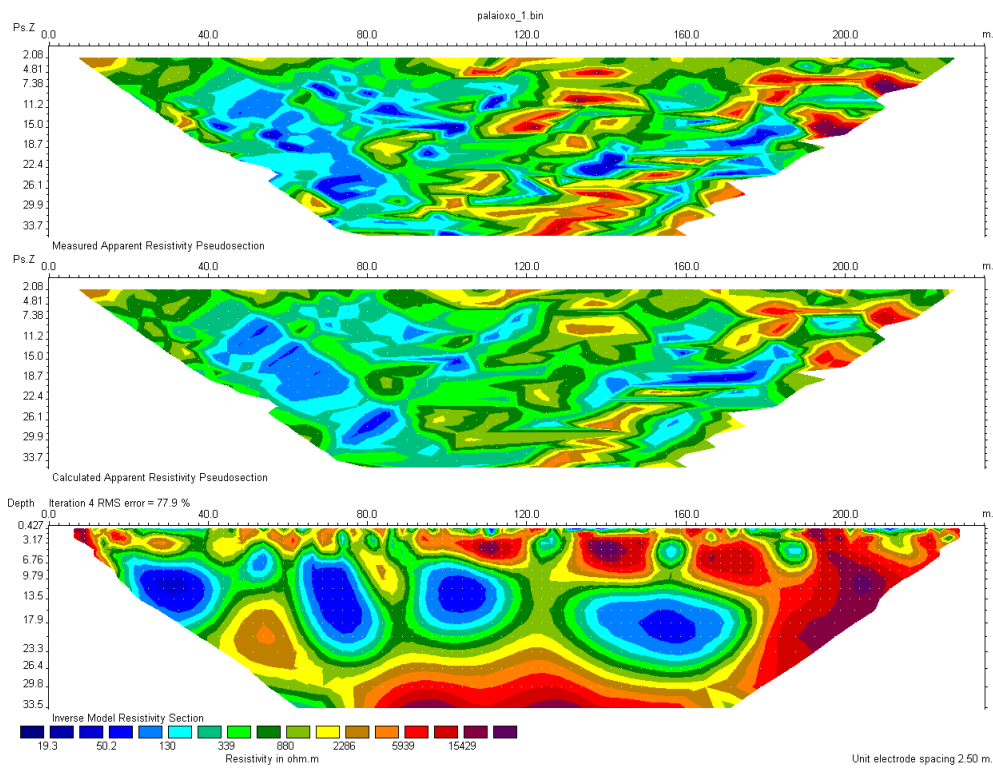 palaioxo_1.bin
Ps.Z
0.0 40.0 80.0 120.0 160.0 200.0 m.
2.08
4.81
7.38
11.2
15.0
18.7
22.4
26.1
29.9
33.7
Measured Apparent Resistivity Pseudosection
Ps.Z
0.0 40.0 80.0 120.0 160.0 200.0 m.
2.08
4.81
7.38
11.2
15.0
18.7
22.4
26.1
29.9
33.7
Calculated Apparent Resistivity Pseudosection
Depth Iteration 4 RMS error = 77.9 %
0.0 40.0 80.0 120.0 160.0 200.0 m.
0.427
3.17
6.76
9.79
13.5
17.9
23.3
26.4
29.8
33.5
Inverse Model Resistivity Section
19.3 50.2 130 339 880 2286 5939 15429
Resistivity in ohm.m
Unit electrode spacing 2.50 m.